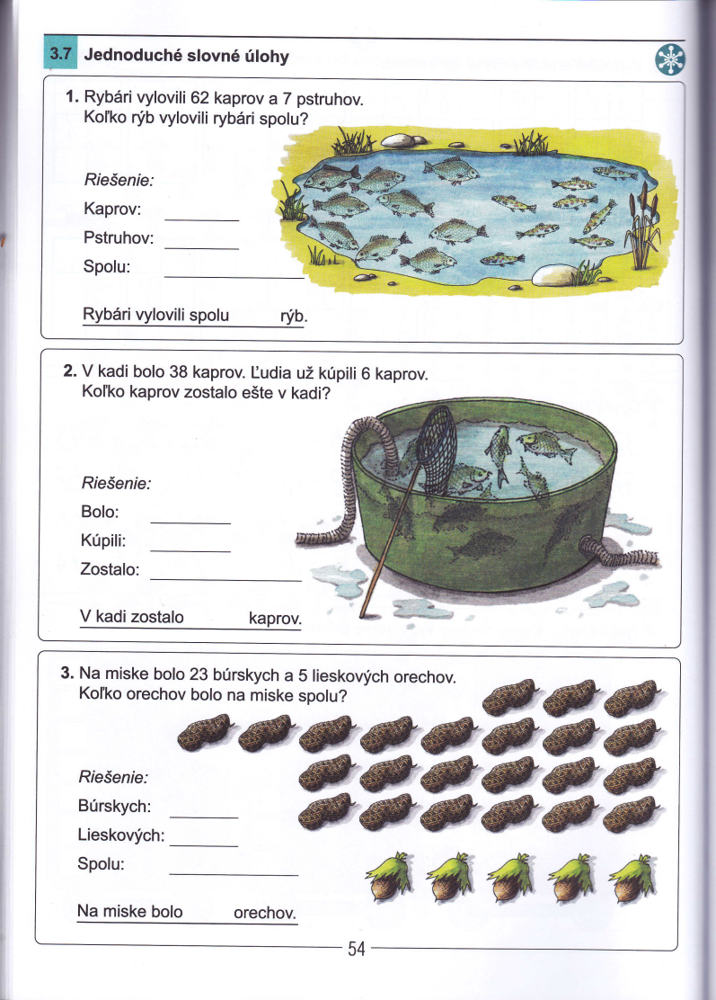 3.7 Jednoduché slovné úlohy
1. Rybári vylovili 62 kaprov a 7 pstruhov.
Koľko rýb vylovili rybári spolu?
Riešenie:
Kaprov:
Pstruhov:
Spolu:
Rybári vylovili spolu rýb.
2. V kadi bolo 38 kaprov. Ľudia už kúpili 6 kaprov.
Koľko kaprov zostalo ešte v kadi?
Riešenie:
Bolo:
Kúpili:
Zostalo:
V kadi zostalo kaprov.
3. Na miske bolo 23 búrskych a 5 lieskových orechov.
Koľko orechov bolo na miske spolu?
Riešenie:
Búrskych:
Lieskových:
Spolu:
Na miske bolo orechov.
54